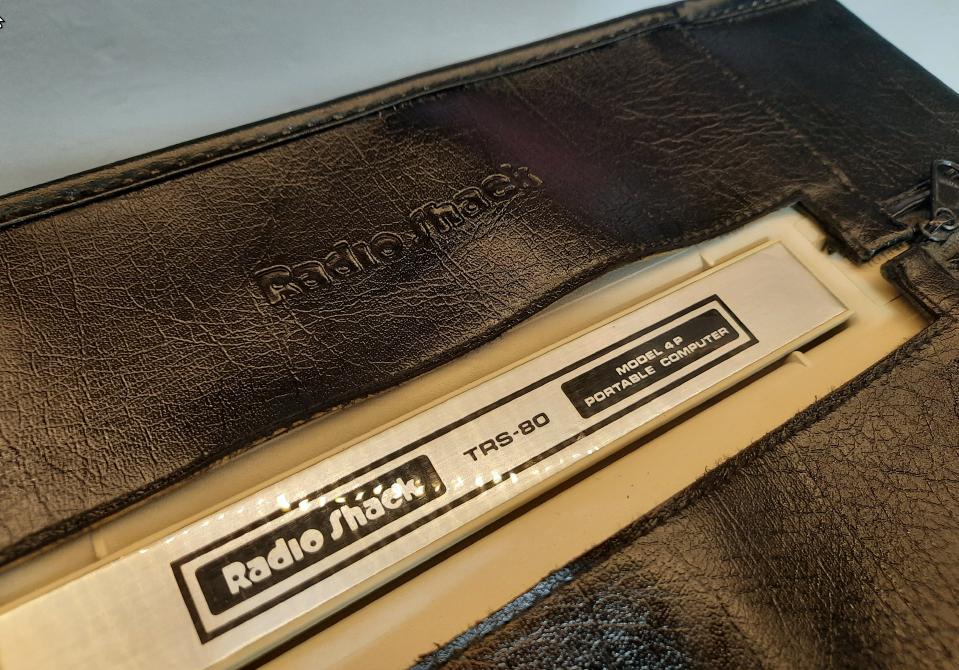 Radio Shack
Radio Shack
TRS-80
MODEL 4P
PORTABLE COMPUTER